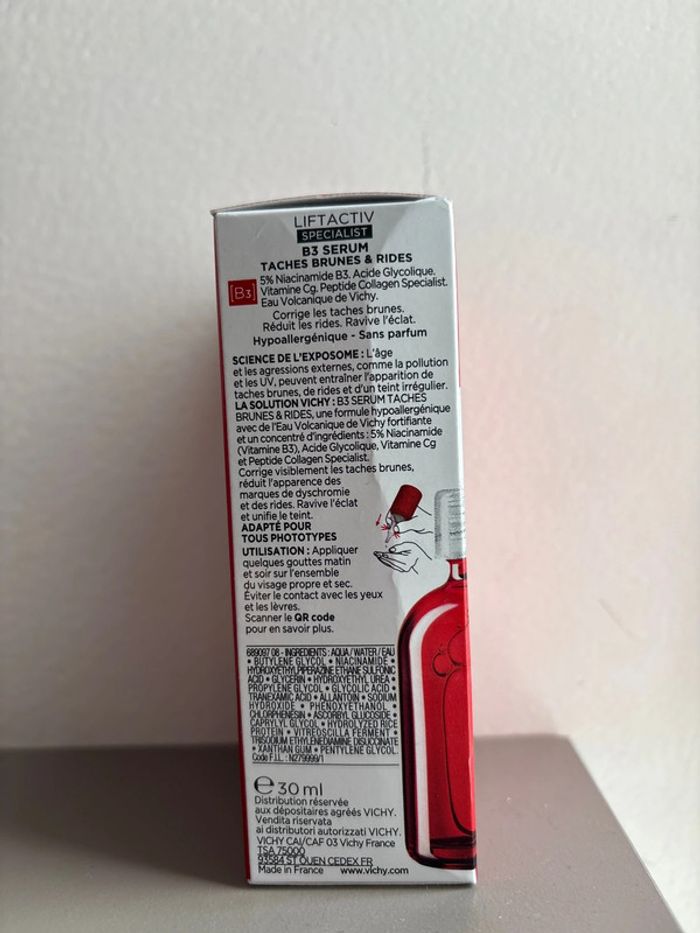 LIFTACTIV
SPECIALIST
B3 SERUM
TACHES BRUNES & RIDES
[B3]
5% Niacinamide B3. Acide Glycolique.
Vitamine Cg. Peptide Collagen Specialist.
Eau Volcanique de Vichy.
Corrige les taches brunes.
Réduit les rides. Ravive l'éclat.
Hypoallergénique - Sans parfum
SCIENCE DE L'EXPOSOME : L'âge
et les agressions externes, comme la pollution
et les UV, peuvent entraîner l'apparition de
taches brunes, de rides et d'un teint irrégulier.
LA SOLUTION VICHY : B3 SERUM TACHES
BRUNES & RIDES, une formule hypoallergénique
avec de l'Eau Volcanique de Vichy fortifiante
et un concentré d'ingrédients : 5% Niacinamide
(Vitamine B3), Acide Glycolique, Vitamine Cg
et Peptide Collagen Specialist.
Corrige visiblement les taches brunes,
réduit l'apparence des
marques de dyschromie
et des rides. Ravive l'éclat
et unifie le teint.
ADAPTÉ POUR
TOUS PHOTOTYPES
UTILISATION : Appliquer
quelques gouttes matin
et soir sur l'ensemble
du visage propre et sec.
Éviter le contact avec les yeux
et les lèvres.
Scanner le QR code
pour en savoir plus.
689097 08 - INGREDIENTS : AQUA / WATER / EAU
• BUTYLENE GLYCOL • NIACINAMIDE •
HYDROXYETHYLPIPERAZINE ETHANE SULFONIC
ACID • GLYCERIN • HYDROXYETHYL UREA •
PROPYLENE GLYCOL • GLYCOLIC ACID •
TRANEXAMIC ACID • ALLANTOIN • SODIUM
HYDROXIDE • PHENOXYETHANOL •
CHLORPHENESIN • ASCORBYL GLUCOSIDE •
CAPRYLYL GLYCOL • HYDROLYZED RICE
PROTEIN • VITREOSCILLA FERMENT •
TRISODIUM ETHYLENEDIAMINE DISUCCINATE
• XANTHAN GUM • PENTYLENE GLYCOL.
Code F.I.L. : N279999/1
℮ 30 ml
Distribution réservée
aux dépositaires agréés VICHY.
Vendita riservata
ai distributori autorizzati VICHY.
VICHY CAI/CAF 03 Vichy France
TSA 75000
93584 ST OUEN CEDEX FR
Made in France www.vichy.com